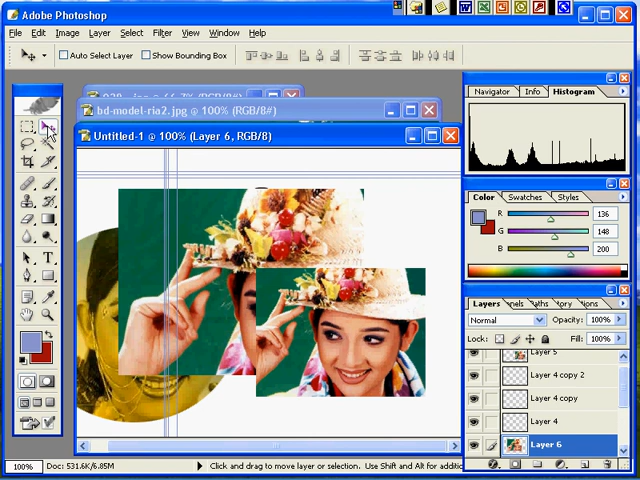 Adobe Photoshop
File Edit Image Layer Select Filter View Window Help
Auto Select Layer Show Bounding Box
bd-model-ria2.jpg @ 100% (RGB/8#)
Untitled-1 @ 100% (Layer 6, RGB/8)
Navigator Info Histogram
Color Swatches Styles
R 136
G 148
B 200
Layers
Normal Opacity: 100%
Lock: Fill: 100%
Layer 5
Layer 4 copy 2
Layer 4 copy
Layer 4
Layer 6
100% Doc: 531.6K/6.85M Click and drag to move layer or selection. Use Shift and Alt for additi